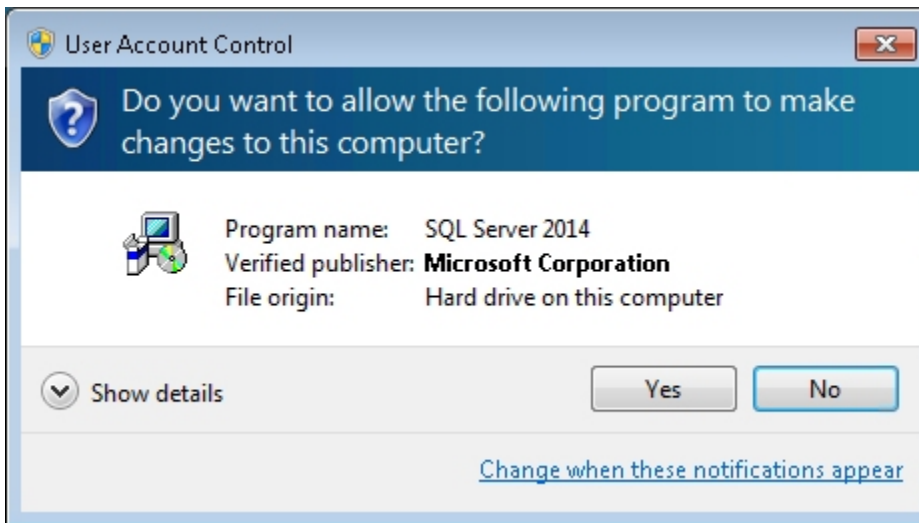 User Account Control
Do you want to allow the following program to make
changes to this computer?
Program name: SQL Server 2014
Verified publisher: Microsoft Corporation
File origin: Hard drive on this computer
Show details Yes No
Change when these notifications appear